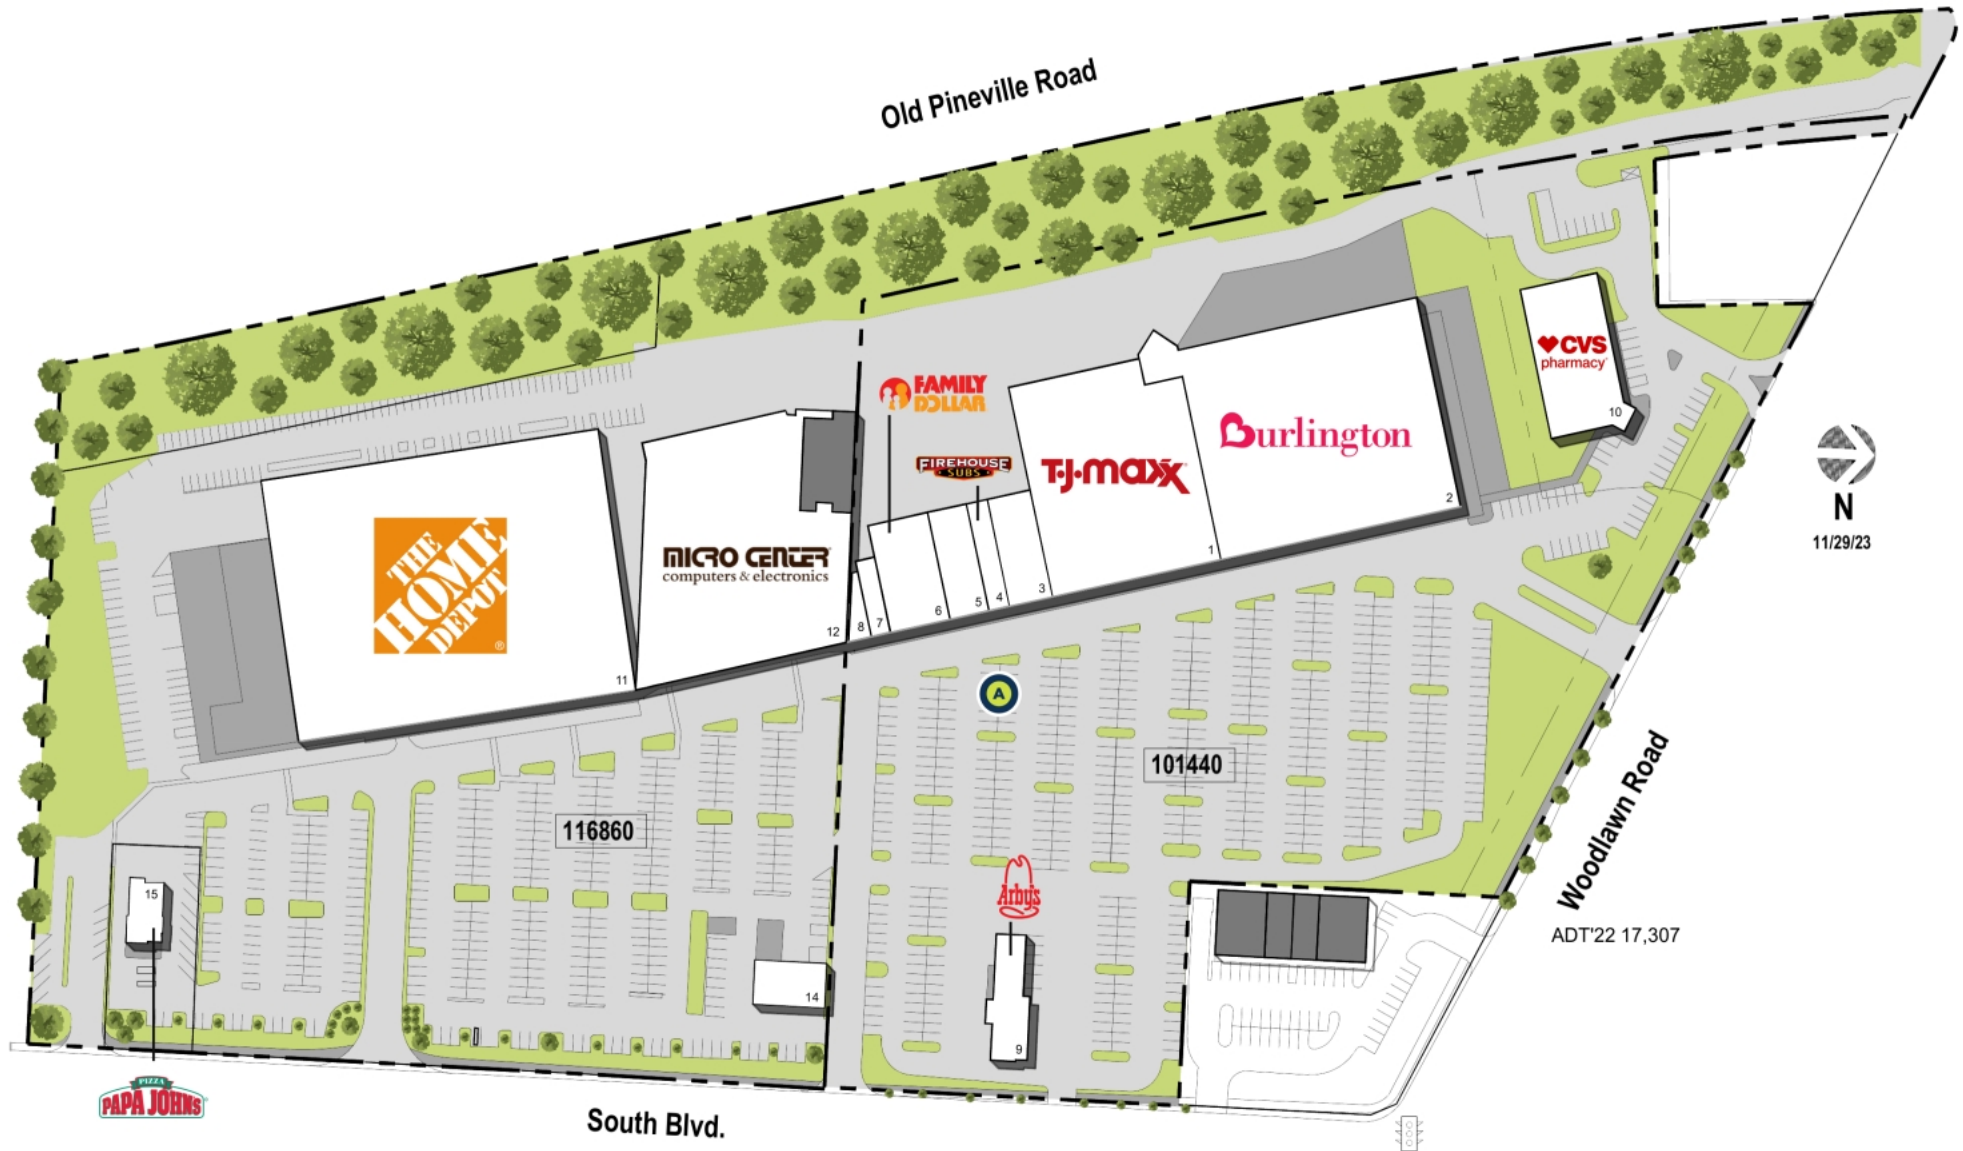 Old Pineville Road
FAMILY
DOLLAR
FIREHOUSE
SUBS
T·J·maxx
Burlington
CVS
pharmacy
10
N
11/29/23
THE
HOME
DEPOT
®
MICRO CENTER
computers & electronics
11
12
8
7
6
5
4
3
1
2
A
101440
116860
Woodlawn Road
ADT'22 17,307
Arby's
9
14
15
PIZZA
PAPA JOHNS
South Blvd.